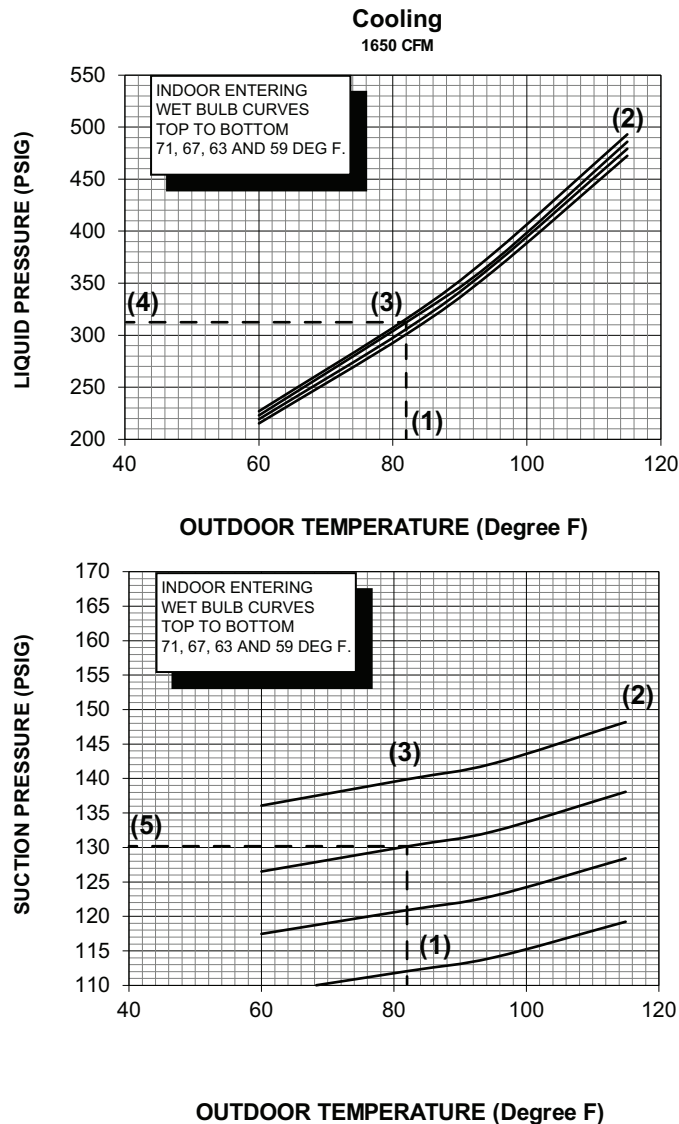 Cooling
1650 CFM
550
500
450
400
350
300
250
200
LIQUID PRESSURE (PSIG)
INDOOR ENTERING
WET BULB CURVES
TOP TO BOTTOM
71, 67, 63 AND 59 DEG F.
(2)
(4)
(3)
(1)
40 60 80 100 120
OUTDOOR TEMPERATURE (Degree F)
170
165
160
155
150
145
140
135
130
125
120
115
110
SUCTION PRESSURE (PSIG)
INDOOR ENTERING
WET BULB CURVES
TOP TO BOTTOM
71, 67, 63 AND 59 DEG F.
(2)
(3)
(5)
(1)
40 60 80 100 120
OUTDOOR TEMPERATURE (Degree F)